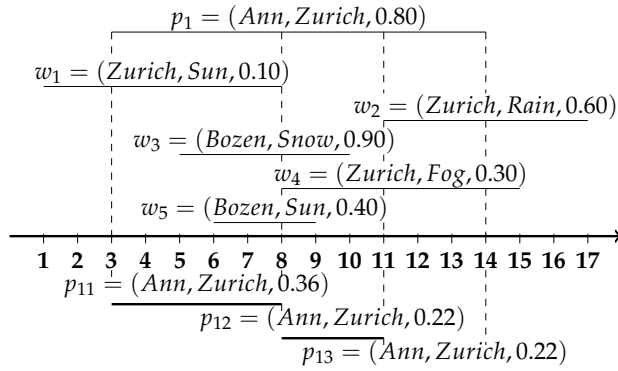 p₁ = (Ann, Zurich, 0.80)
w₁ = (Zurich, Sun, 0.10)
w₂ = (Zurich, Rain, 0.60)
w₃ = (Bozen, Snow, 0.90)
w₄ = (Zurich, Fog, 0.30)
w₅ = (Bozen, Sun, 0.40)
1 2 3 4 5 6 7 8 9 10 11 12 13 14 15 16 17
p₁₁ = (Ann, Zurich, 0.36)
p₁₂ = (Ann, Zurich, 0.22)
p₁₃ = (Ann, Zurich, 0.22)